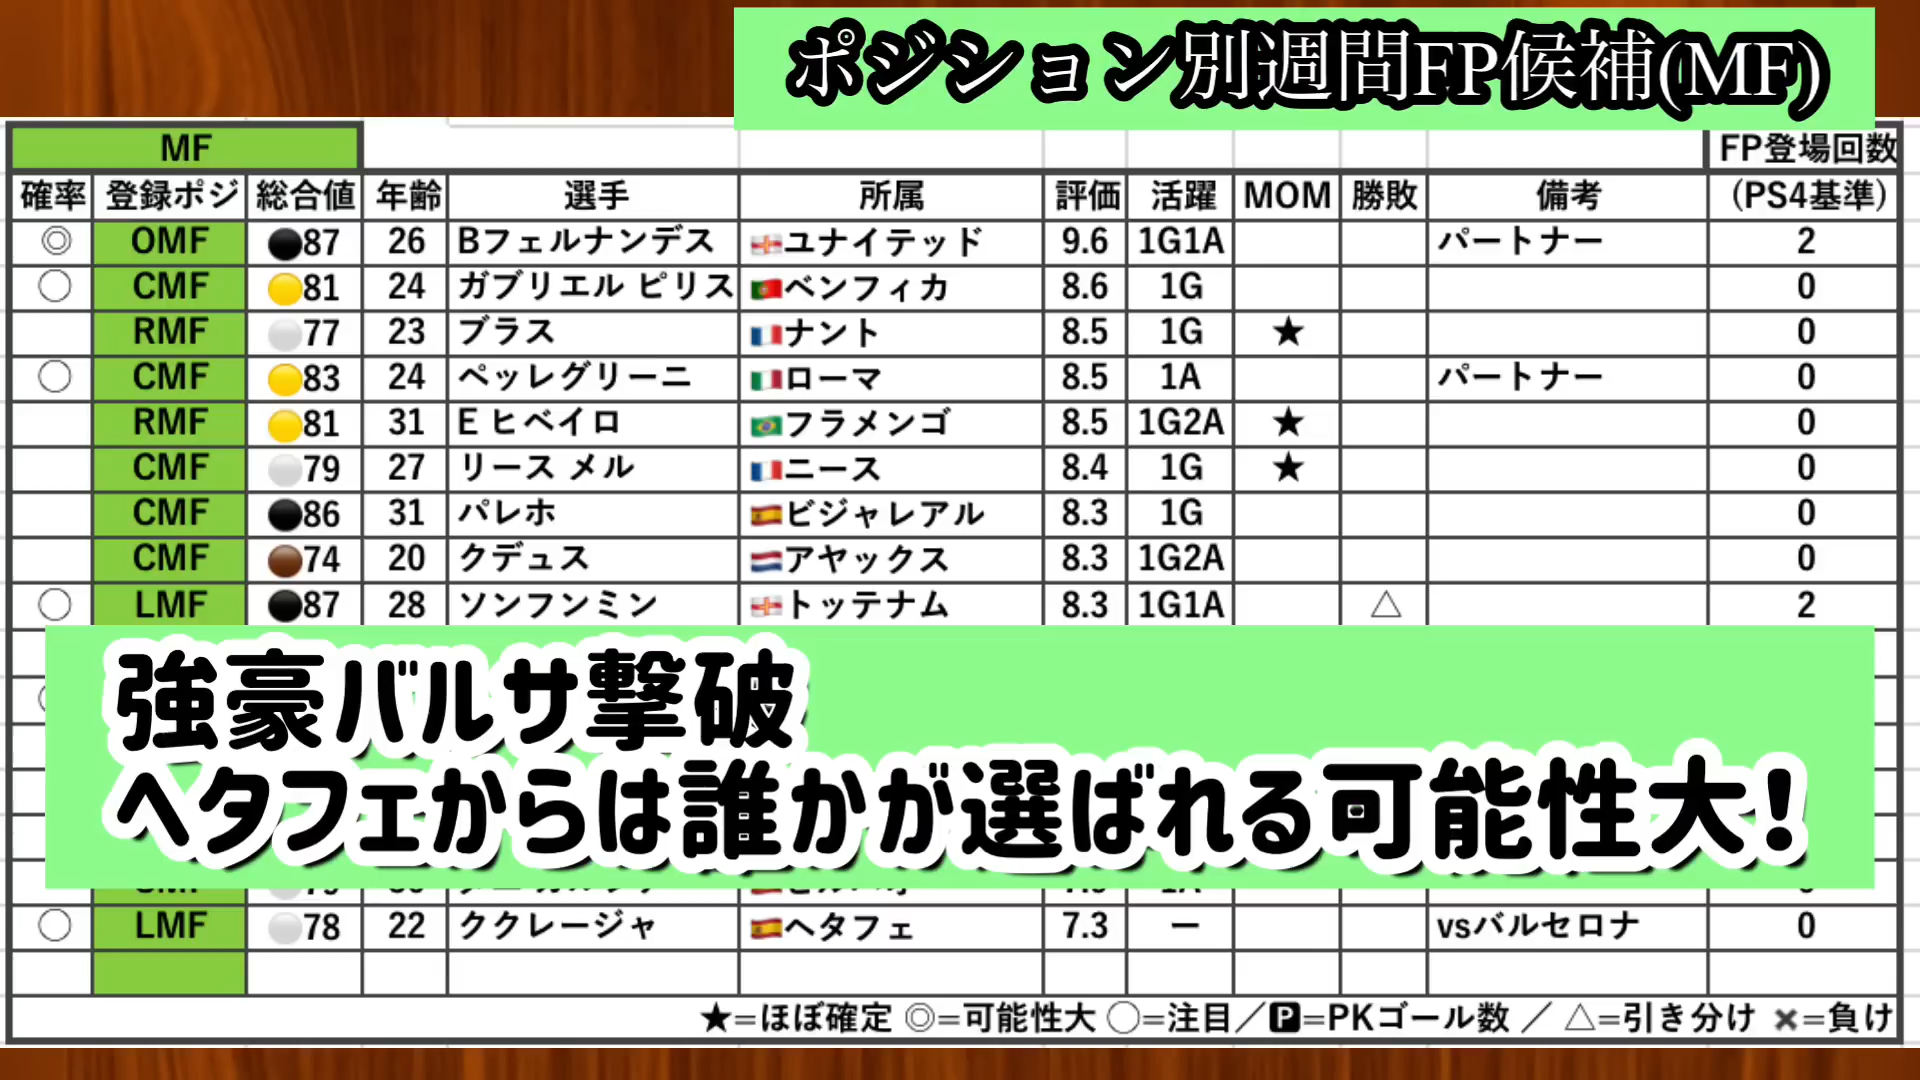 ポジション別週間FP候補(MF)
MF FP登場回数
確率 登録ポジ 総合値 年齢 選手 所属 評価 活躍 MOM 勝敗 備考 (PS4基準)
◎ OMF 87 26 Bフェルナンデス ユナイテッド 9.6 1G1A パートナー 2
○ CMF 81 24 ガブリエル ピリス ベンフィカ 8.6 1G 0
RMF 77 23 ブラス ナント 8.5 1G ★ 0
○ CMF 83 24 ペッレグリーニ ローマ 8.5 1A パートナー 0
RMF 81 31 E ヒベイロ フラメンゴ 8.5 1G2A ★ 0
CMF 79 27 リース メル ニース 8.4 1G ★ 0
CMF 86 31 パレホ ビジャレアル 8.3 1G 0
CMF 74 20 クデュス アヤックス 8.3 1G2A 0
○ LMF 87 28 ソンフンミン トッテナム 8.3 1G1A △ 2
強豪バルサ撃破
ヘタフェからは誰かが選ばれる可能性大!
○ LMF 78 22 ククレージャ ヘタフェ 7.3 ー vsバルセロナ 0
★=ほぼ確定 ◎=可能性大 ○=注目／P=PKゴール数 ／ △=引き分け ×=負け